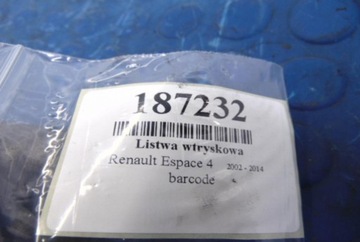 187232
Listwa wtryskowa
Renault Espace 4 2002 - 2014
barcode